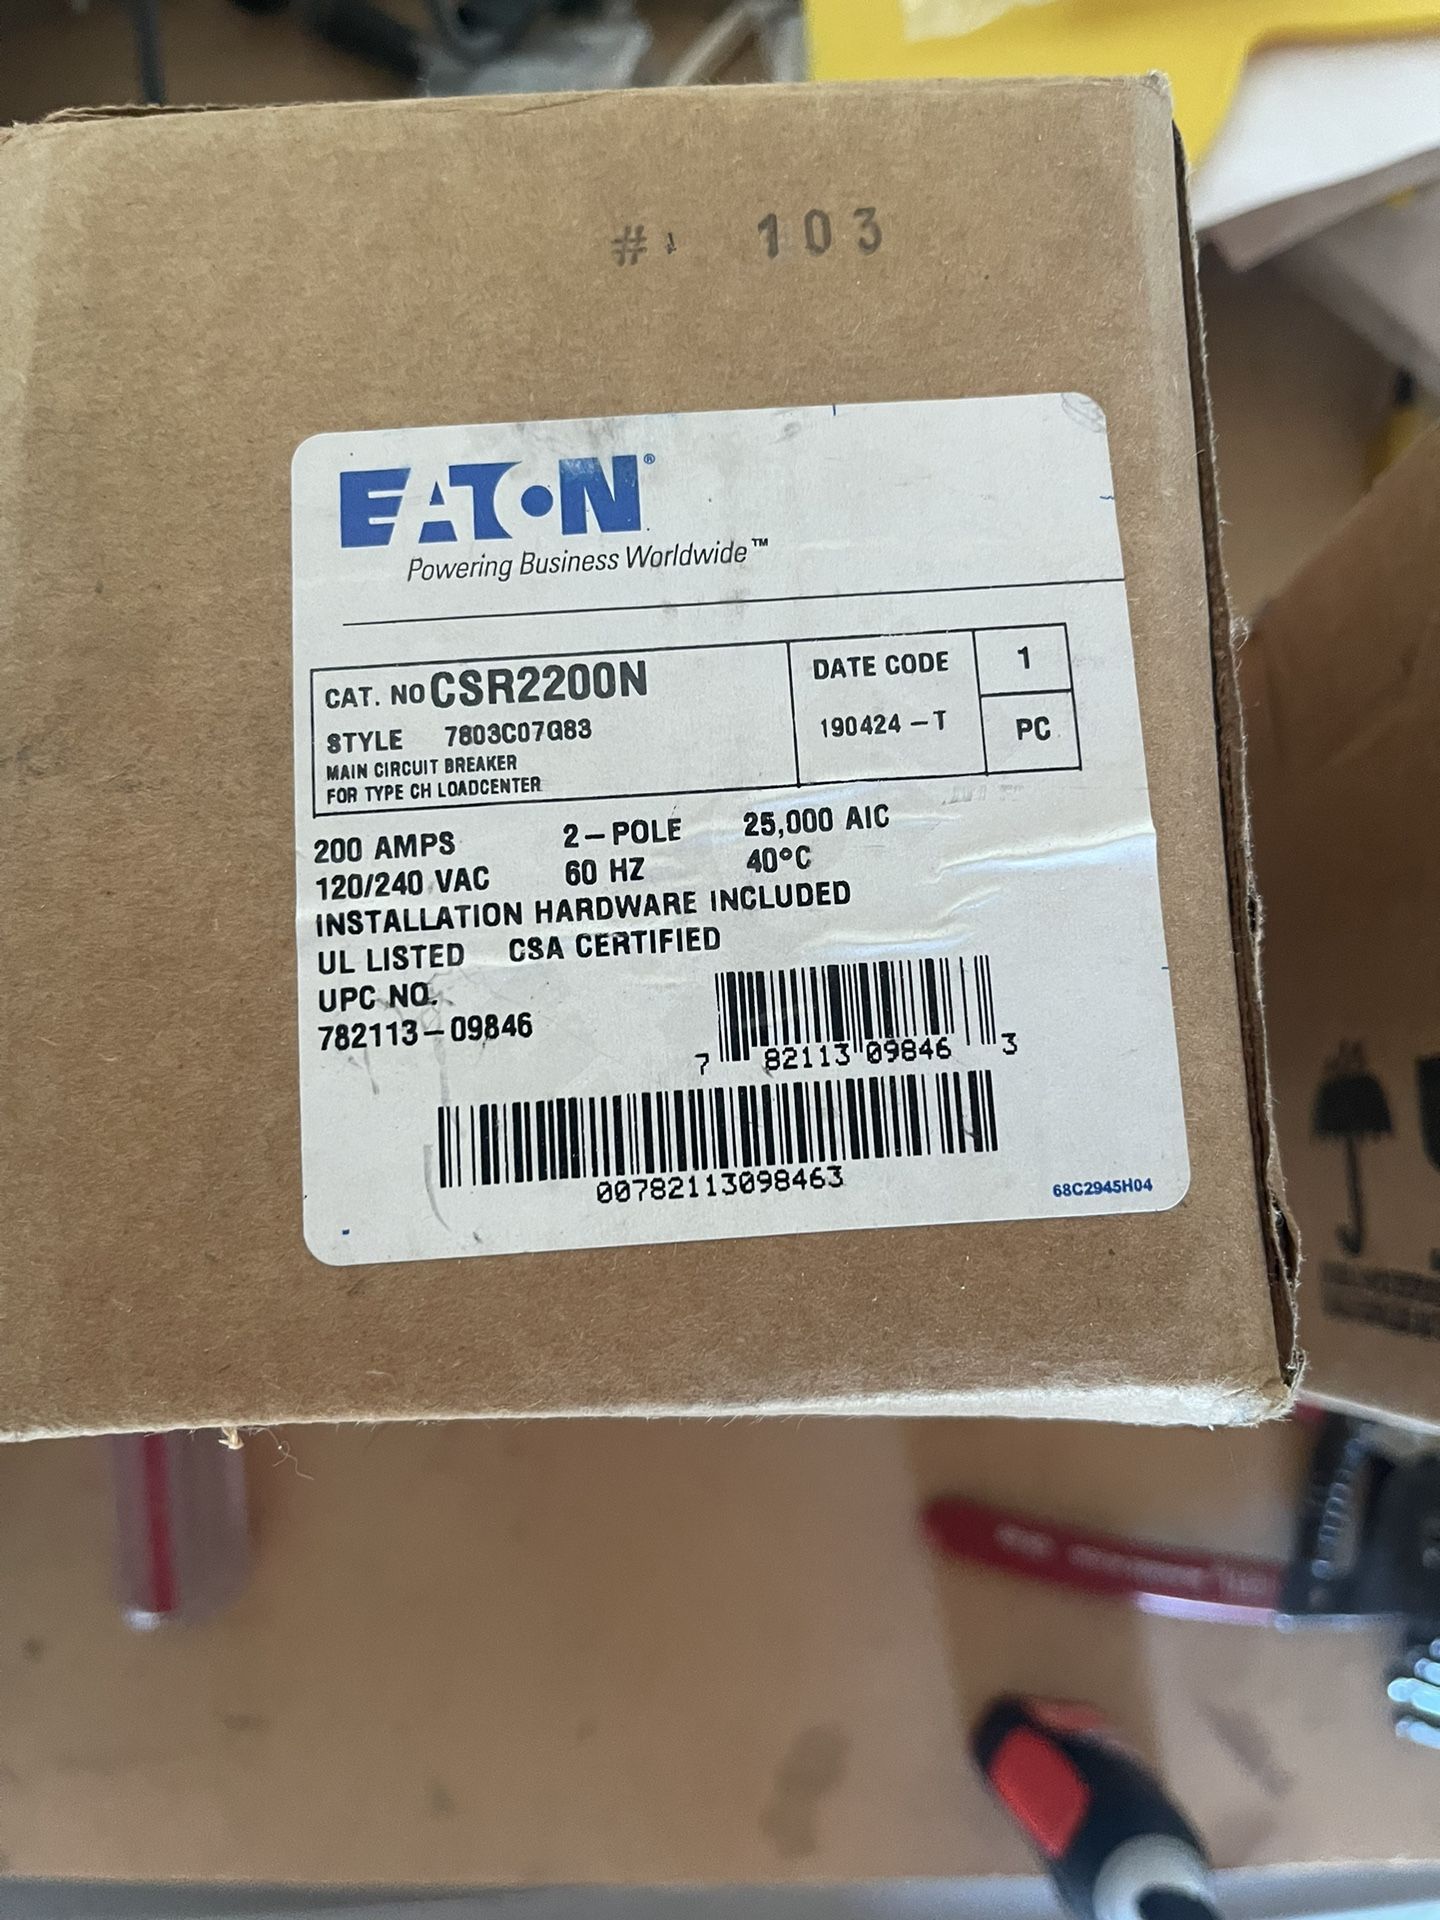 # 103
EATON®
Powering Business Worldwide™
CAT. NO CSR2200N
STYLE 7803C07G83
MAIN CIRCUIT BREAKER
FOR TYPE CH LOADCENTER
DATE CODE
190424-T
1
PC
200 AMPS 2-POLE 25,000 AIC
120/240 VAC 60 HZ 40°C
INSTALLATION HARDWARE INCLUDED
UL LISTED CSA CERTIFIED
UPC NO.
782113-09846
7 82113 09846 3
00782113098463
68C2945H04